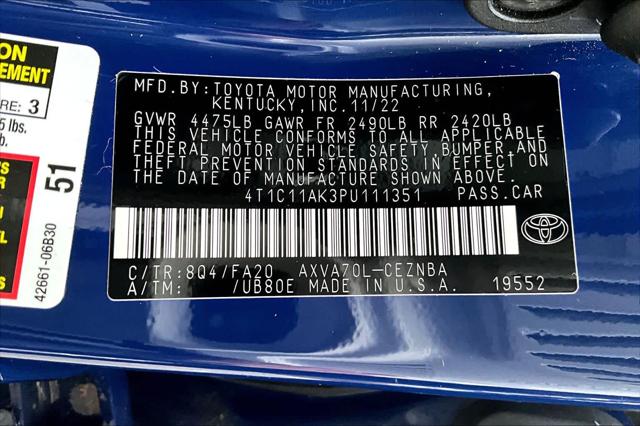 ON
EMENT
RE: 3
5 lbs.
b.
51
42661-06B30
MFD.BY:TOYOTA MOTOR MANUFACTURING,
KENTUCKY,INC.11/22
GVWR 4475LB GAWR FR 2490LB RR 2420LB
THIS VEHICLE CONFORMS TO ALL APPLICABLE
FEDERAL MOTOR VEHICLE SAFETY,BUMPER,AND
THEFT PREVENTION STANDARDS IN EFFECT ON
THE DATE OF MANUFACTURE SHOWN ABOVE.
4T1C11AK3PU111351 PASS.CAR
C/TR:8Q4/FA20 AXVA70L-CEZNBA
A/TM: /UB80E MADE IN U.S.A. 19552
TOYOTA